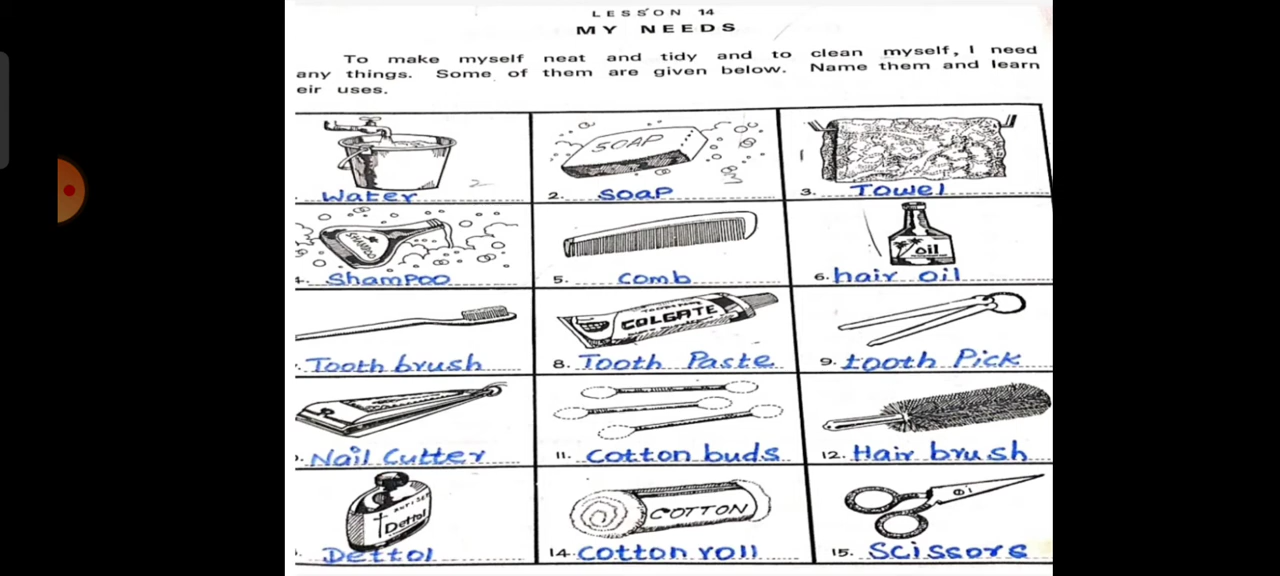 LESSON 14
MY NEEDS
To make myself neat and tidy and to clean myself, I need
any things. Some of them are given below. Name them and learn
eir uses.
SOAP
Water
2. Soap
3. Towel
SHAMPOO
oil
4. Shampoo
5. Comb
6. hair oil
COLGATE
Tooth brush
8. Tooth Paste
9. tooth Pick
Nail Cutter
11. Cotton buds
12. Hair brush
Dettol
COTTON
Dettol
14. Cotton roll
15. Scissors